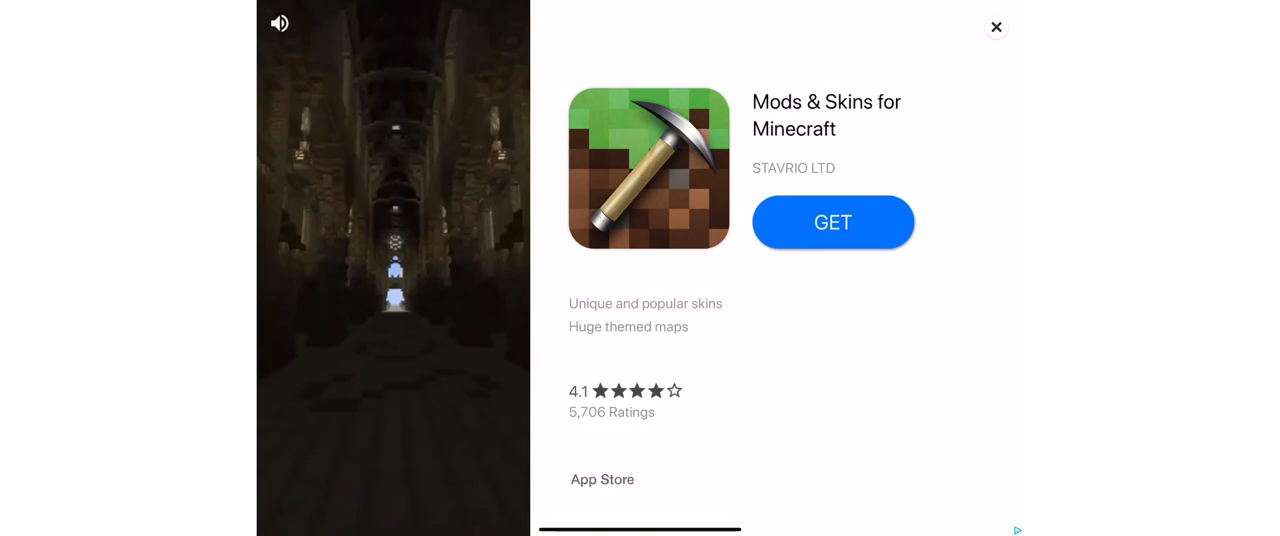 Mods & Skins for
Minecraft
STAVRIO LTD
GET
Unique and popular skins
Huge themed maps
4.1
5,706 Ratings
App Store